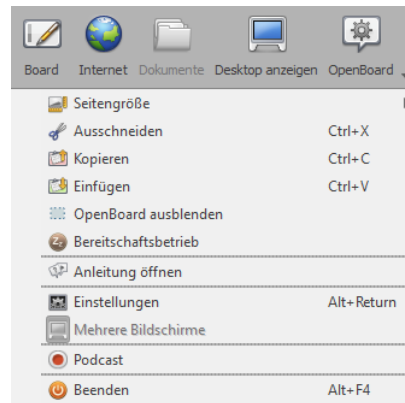 Board Internet Dokumente Desktop anzeigen OpenBoard
Seitengröße
Ausschneiden Ctrl+X
Kopieren Ctrl+C
Einfügen Ctrl+V
OpenBoard ausblenden
Bereitschaftsbetrieb
Anleitung öffnen
Einstellungen Alt+Return
Mehrere Bildschirme
Podcast
Beenden Alt+F4